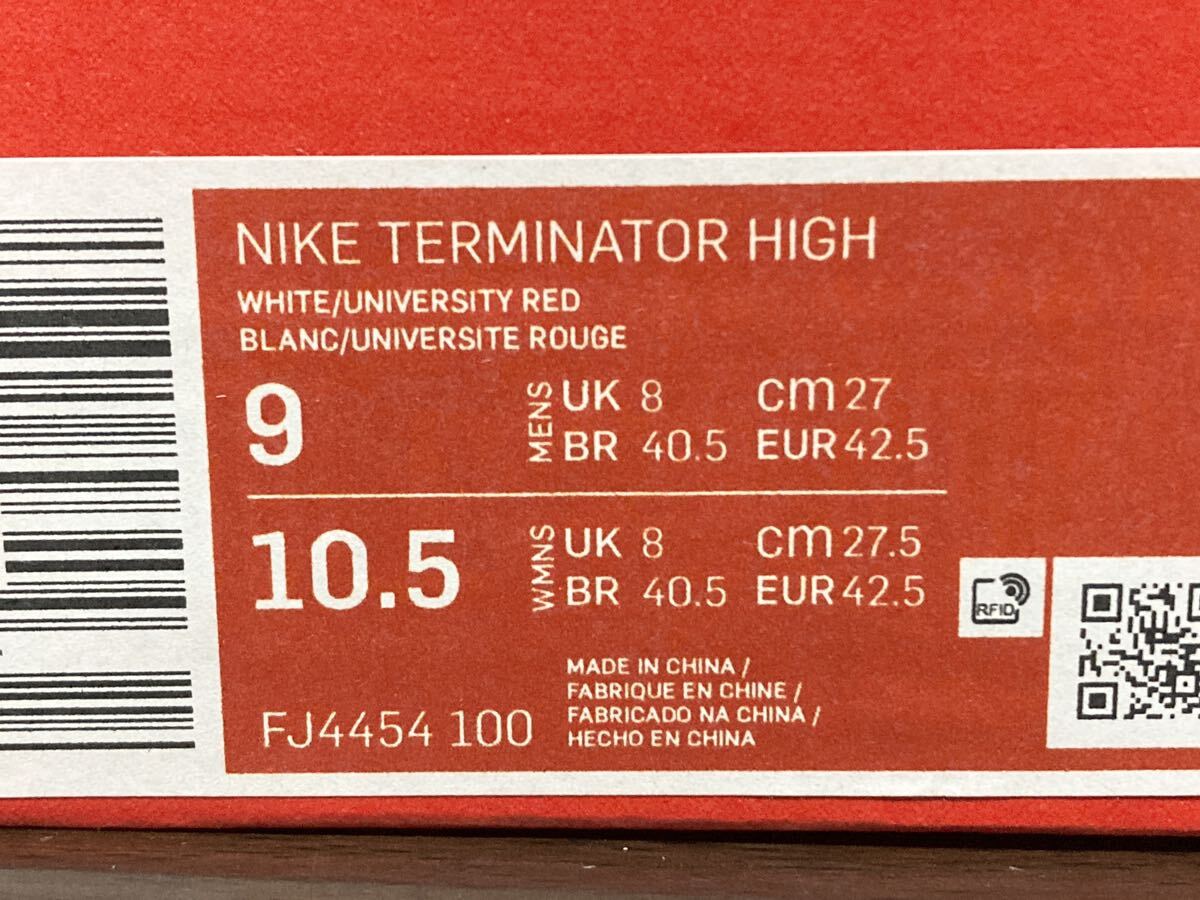 NIKE TERMINATOR HIGH
WHITE/UNIVERSITY RED
BLANC/UNIVERSITE ROUGE
9
MENS
UK 8 cm 27
BR 40.5 EUR 42.5
10.5
WMNS
UK 8 cm 27.5
BR 40.5 EUR 42.5
RFID
FJ4454 100
MADE IN CHINA /
FABRIQUE EN CHINE /
FABRICADO NA CHINA /
HECHO EN CHINA